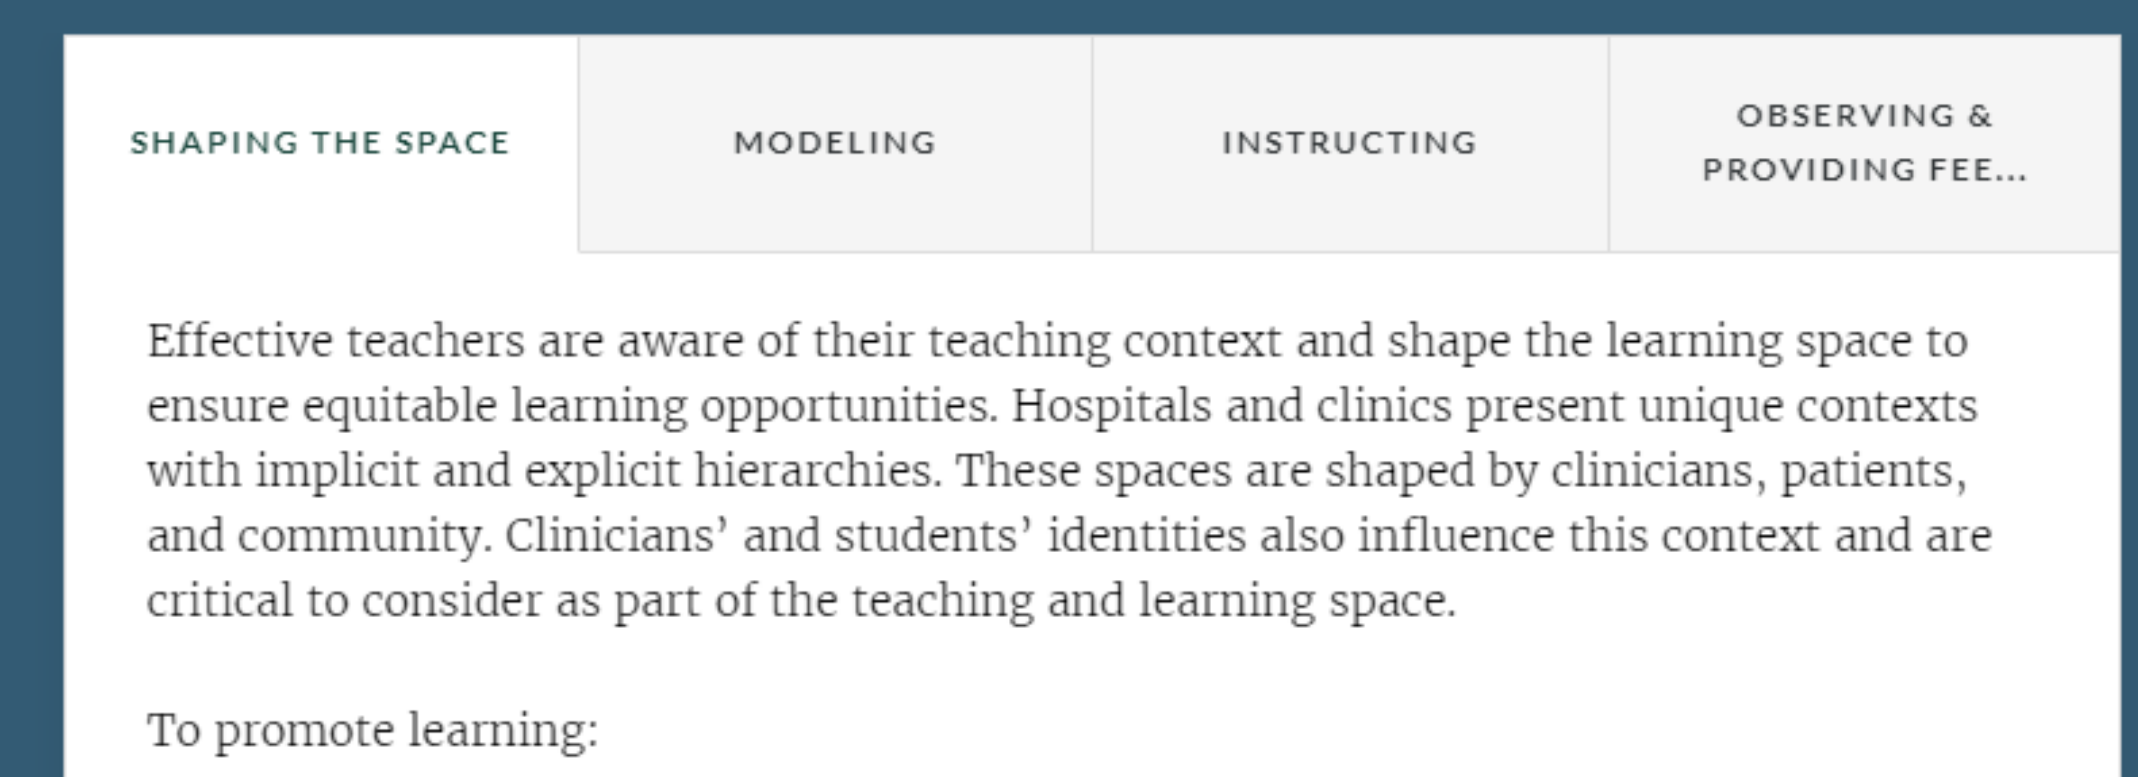 SHAPING THE SPACE
MODELING
INSTRUCTING
OBSERVING &
PROVIDING FEE...
Effective teachers are aware of their teaching context and shape the learning space to
ensure equitable learning opportunities. Hospitals and clinics present unique contexts
with implicit and explicit hierarchies. These spaces are shaped by clinicians, patients,
and community. Clinicians’ and students’ identities also influence this context and are
critical to consider as part of the teaching and learning space.
To promote learning: